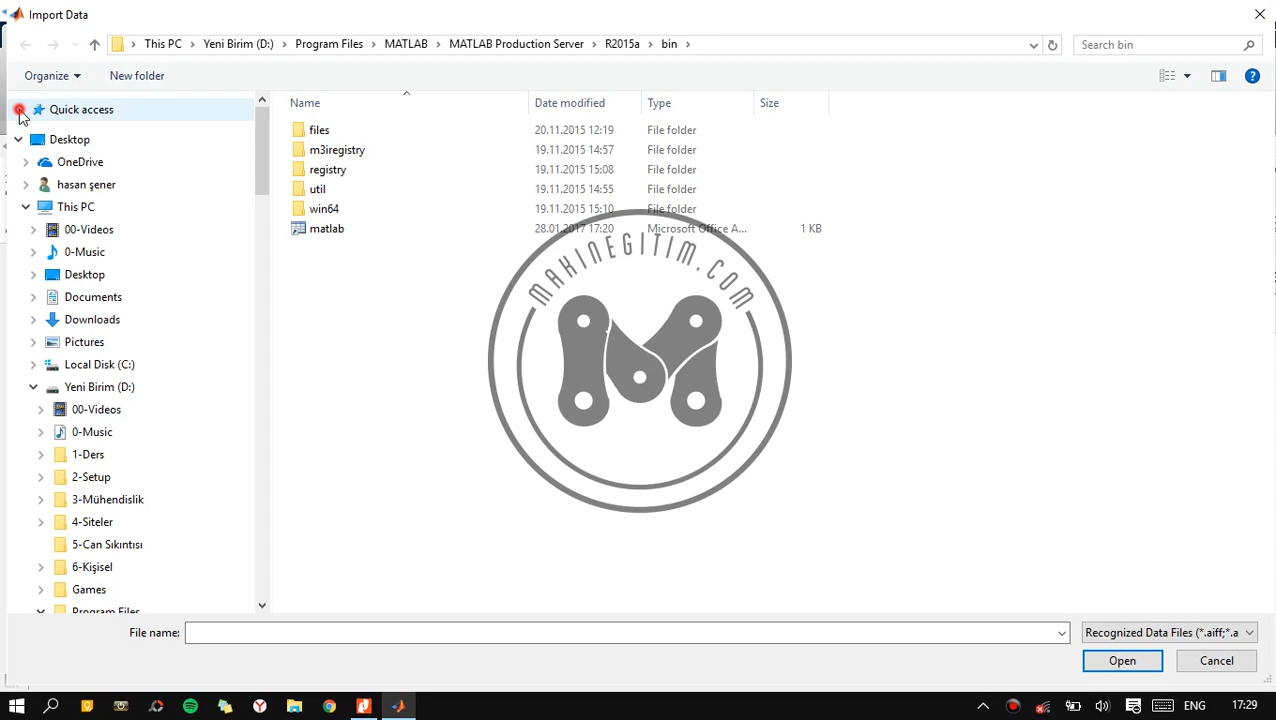 Import Data
This PC > Yeni Birim (D:) > Program Files > MATLAB > MATLAB Production Server > R2015a > bin >
Search bin
Organize
New folder
Quick access
Desktop
OneDrive
hasan şener
This PC
00-Videos
0-Music
Desktop
Documents
Downloads
Pictures
Local Disk (C:)
Yeni Birim (D:)
00-Videos
0-Music
1-Ders
2-Setup
3-Mühendislik
4-Siteler
5-Can Sıkıntısı
6-Kişisel
Games
Program Files
Name Date modified Type Size
files 20.11.2015 12:19 File folder
m3iregistry 19.11.2015 14:57 File folder
registry 19.11.2015 15:08 File folder
util 19.11.2015 14:55 File folder
win64 19.11.2015 15:10 File folder
matlab 28.01.2017 17:20 Microsoft Office A... 1 KB
MAKINEGITIM.COM
File name:
Recognized Data Files (*.aiff;*.a
Open
Cancel
ENG
17:29